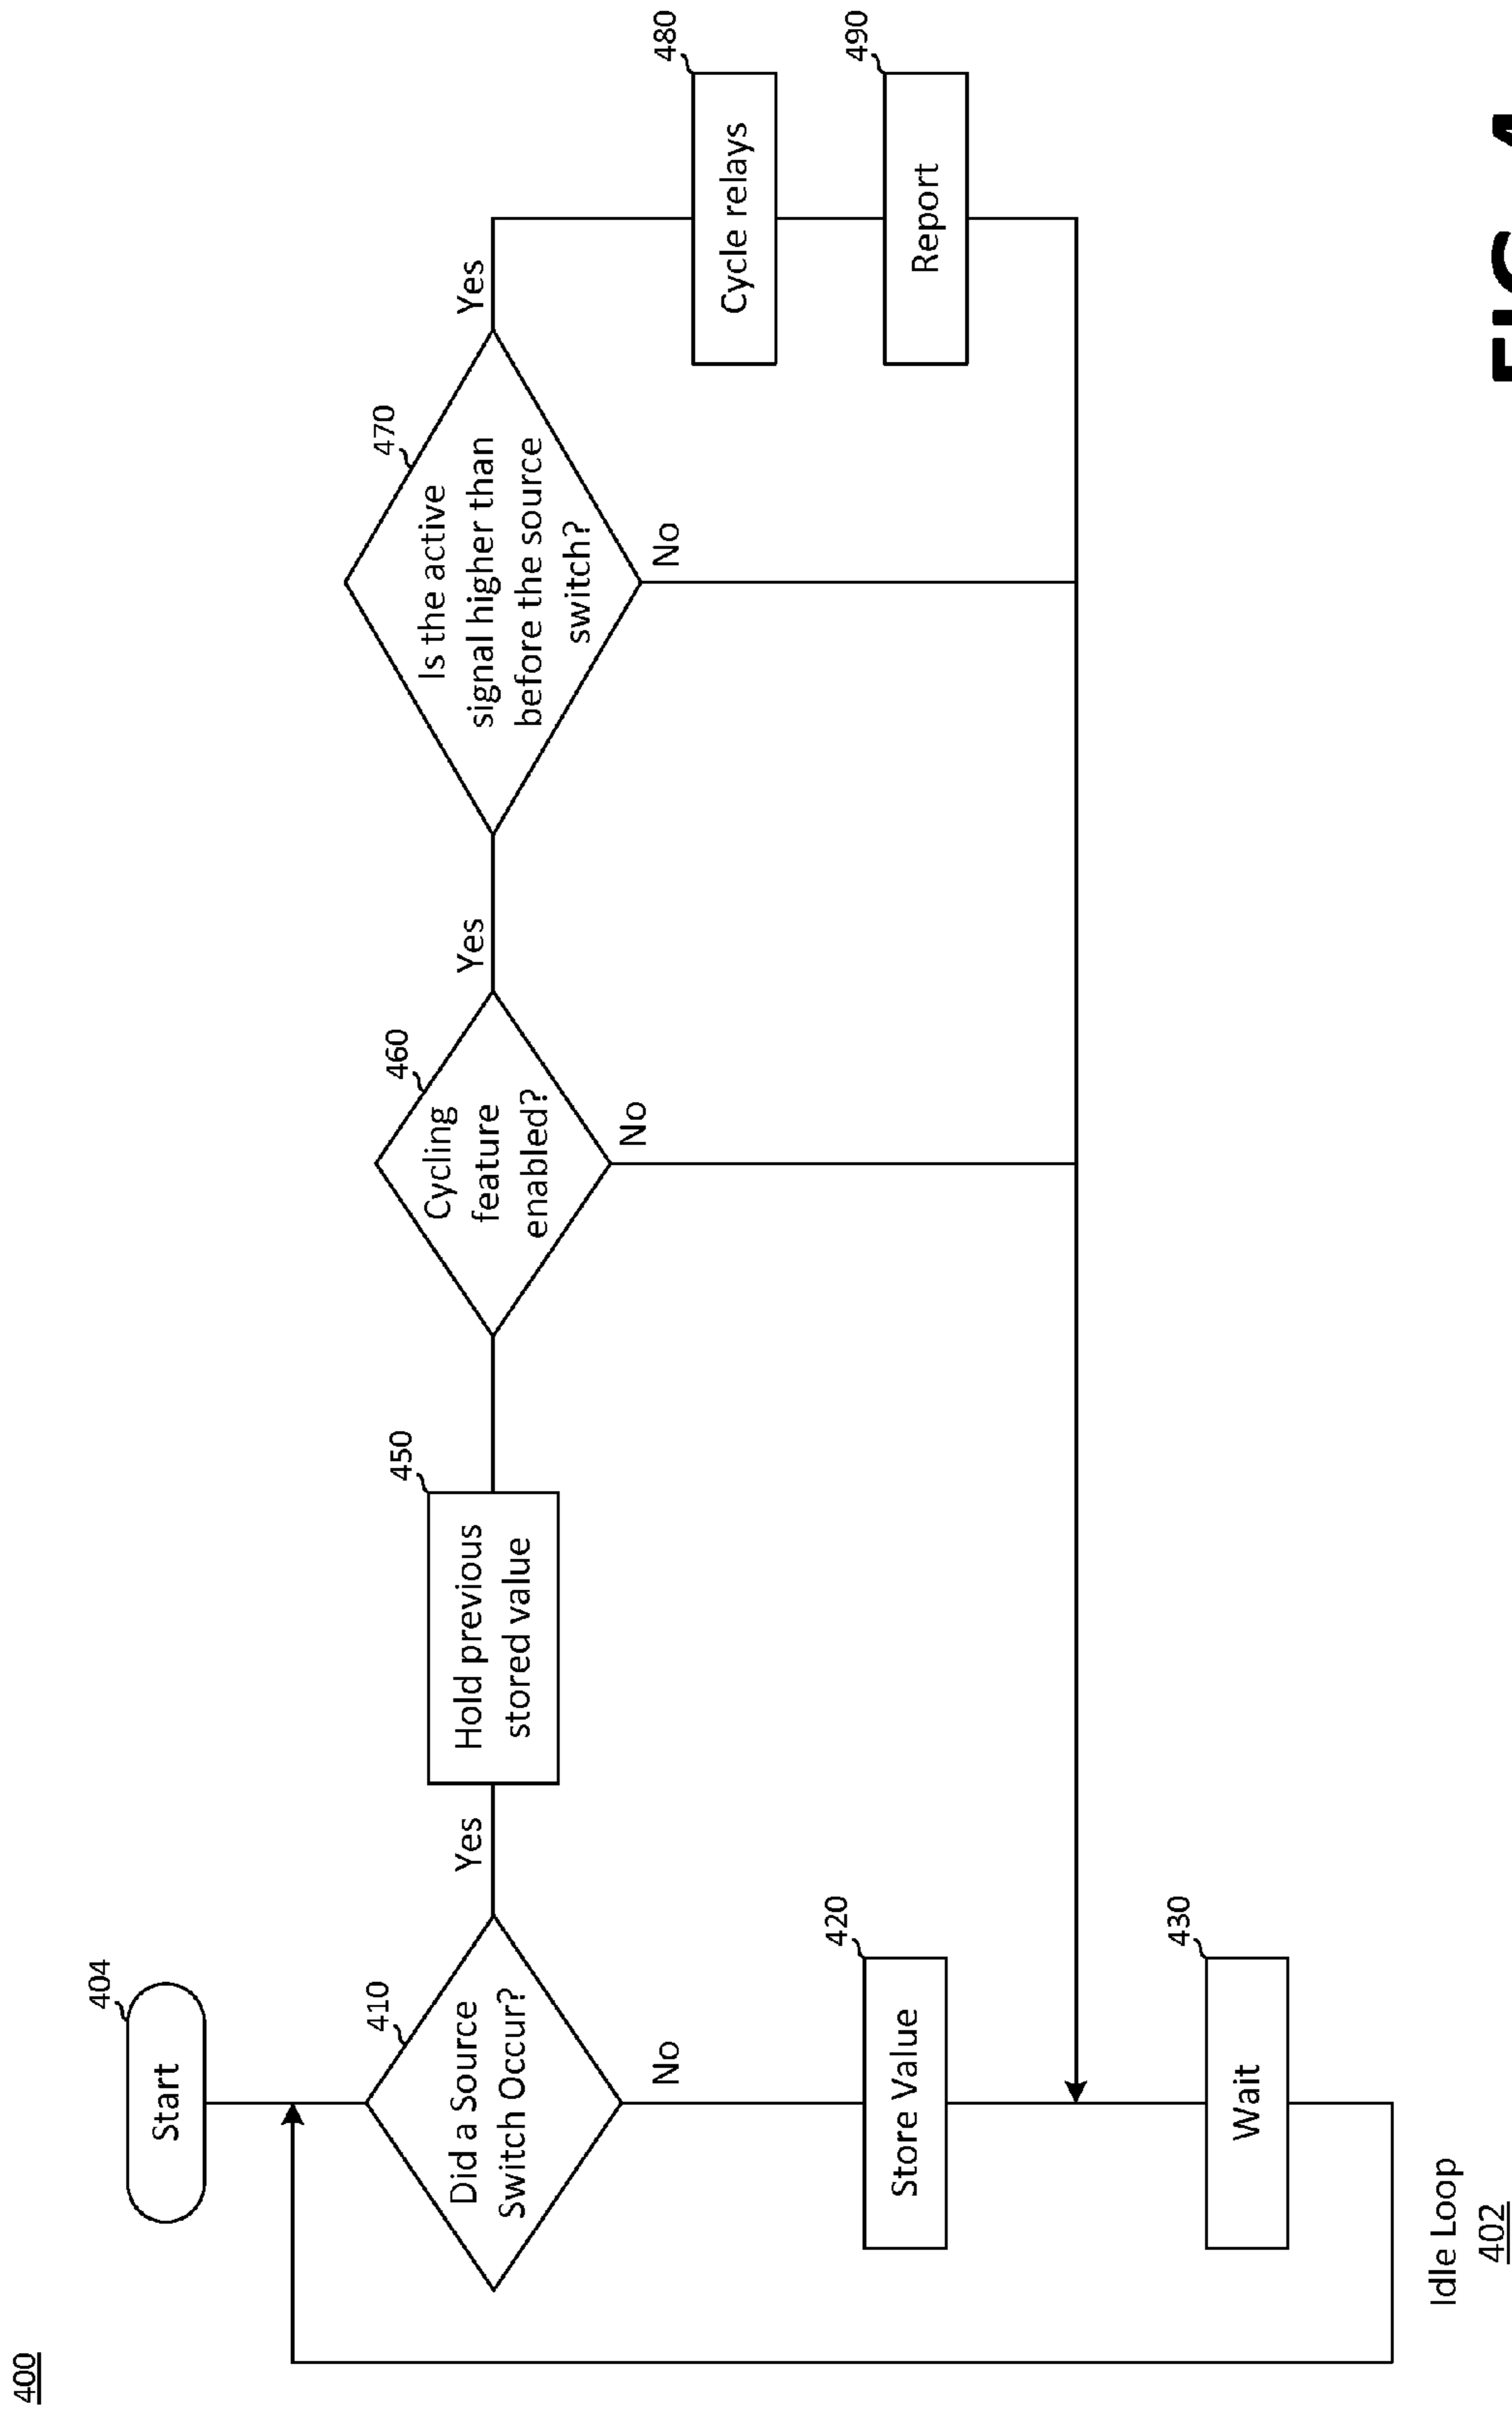 400
Start
404
Did a Source
Switch Occur?
410
Yes
No
Hold previous
stored value
450
Cycling
feature
enabled?
460
Yes
No
Is the active
signal higher than
before the source
switch?
470
Yes
No
Cycle relays
480
Report
490
Store Value
420
Wait
430
Idle Loop
402